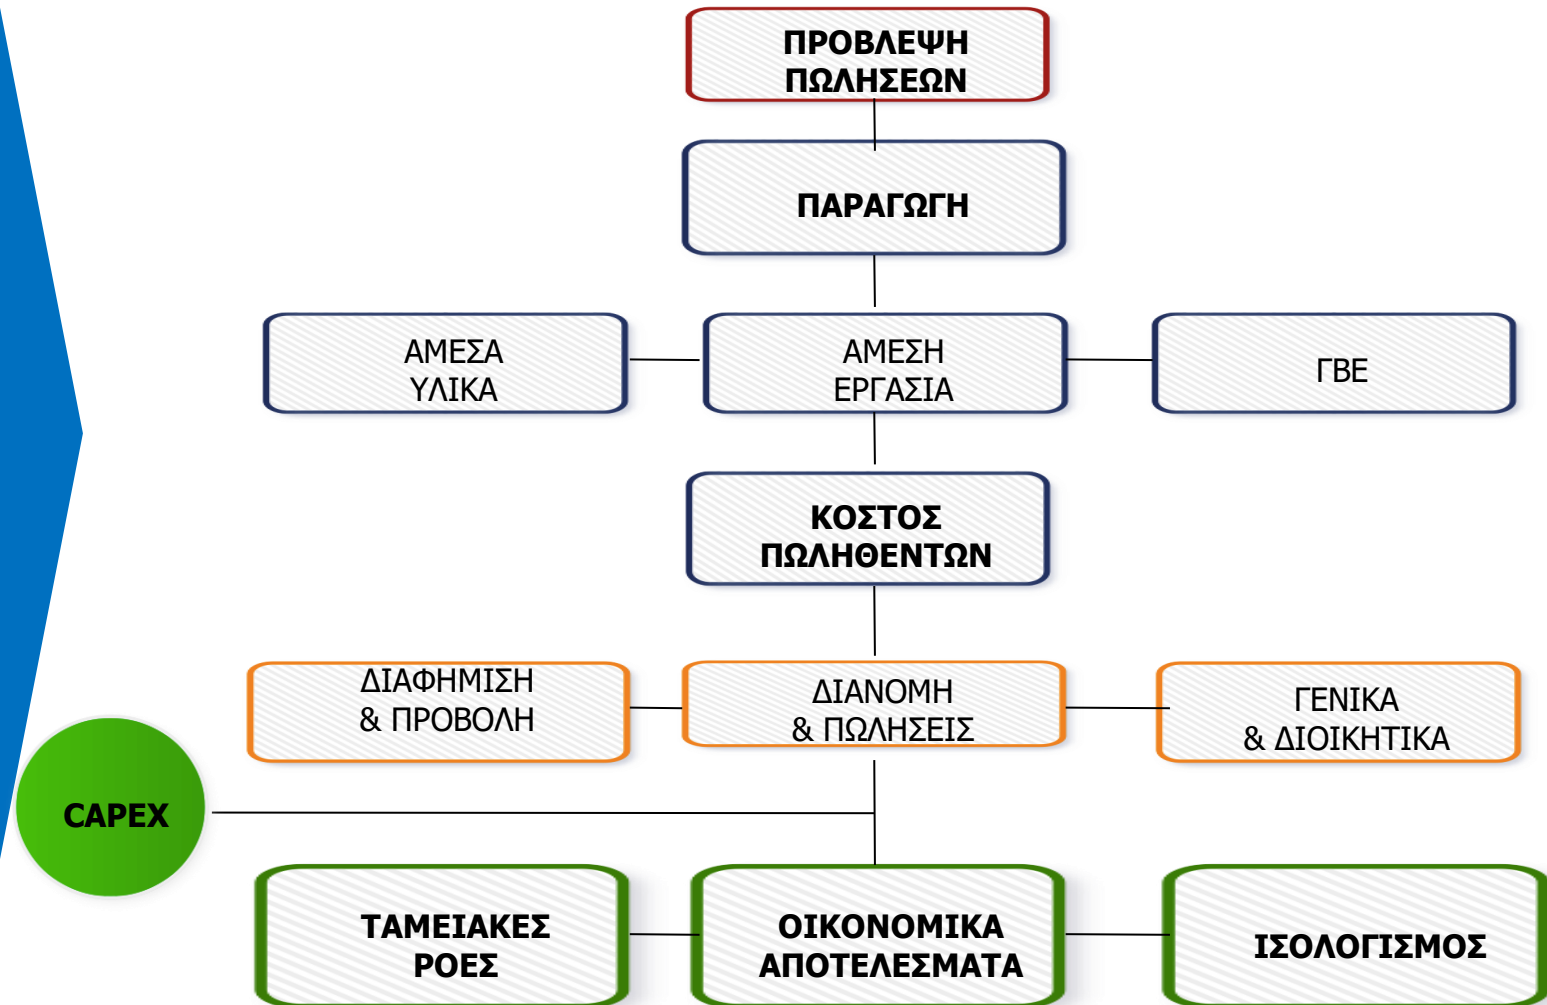 ΠΡΟΒΛΕΨΗ
ΠΩΛΗΣΕΩΝ
ΠΑΡΑΓΩΓΗ
ΑΜΕΣΑ
ΥΛΙΚΑ
ΑΜΕΣΗ
ΕΡΓΑΣΙΑ
ΓΒΕ
ΚΟΣΤΟΣ
ΠΩΛΗΘΕΝΤΩΝ
ΔΙΑΦΗΜΙΣΗ
& ΠΡΟΒΟΛΗ
ΔΙΑΝΟΜΗ
& ΠΩΛΗΣΕΙΣ
ΓΕΝΙΚΑ
& ΔΙΟΙΚΗΤΙΚΑ
CAPEX
ΤΑΜΕΙΑΚΕΣ
ΡΟΕΣ
ΟΙΚΟΝΟΜΙΚΑ
ΑΠΟΤΕΛΕΣΜΑΤΑ
ΙΣΟΛΟΓΙΣΜΟΣ